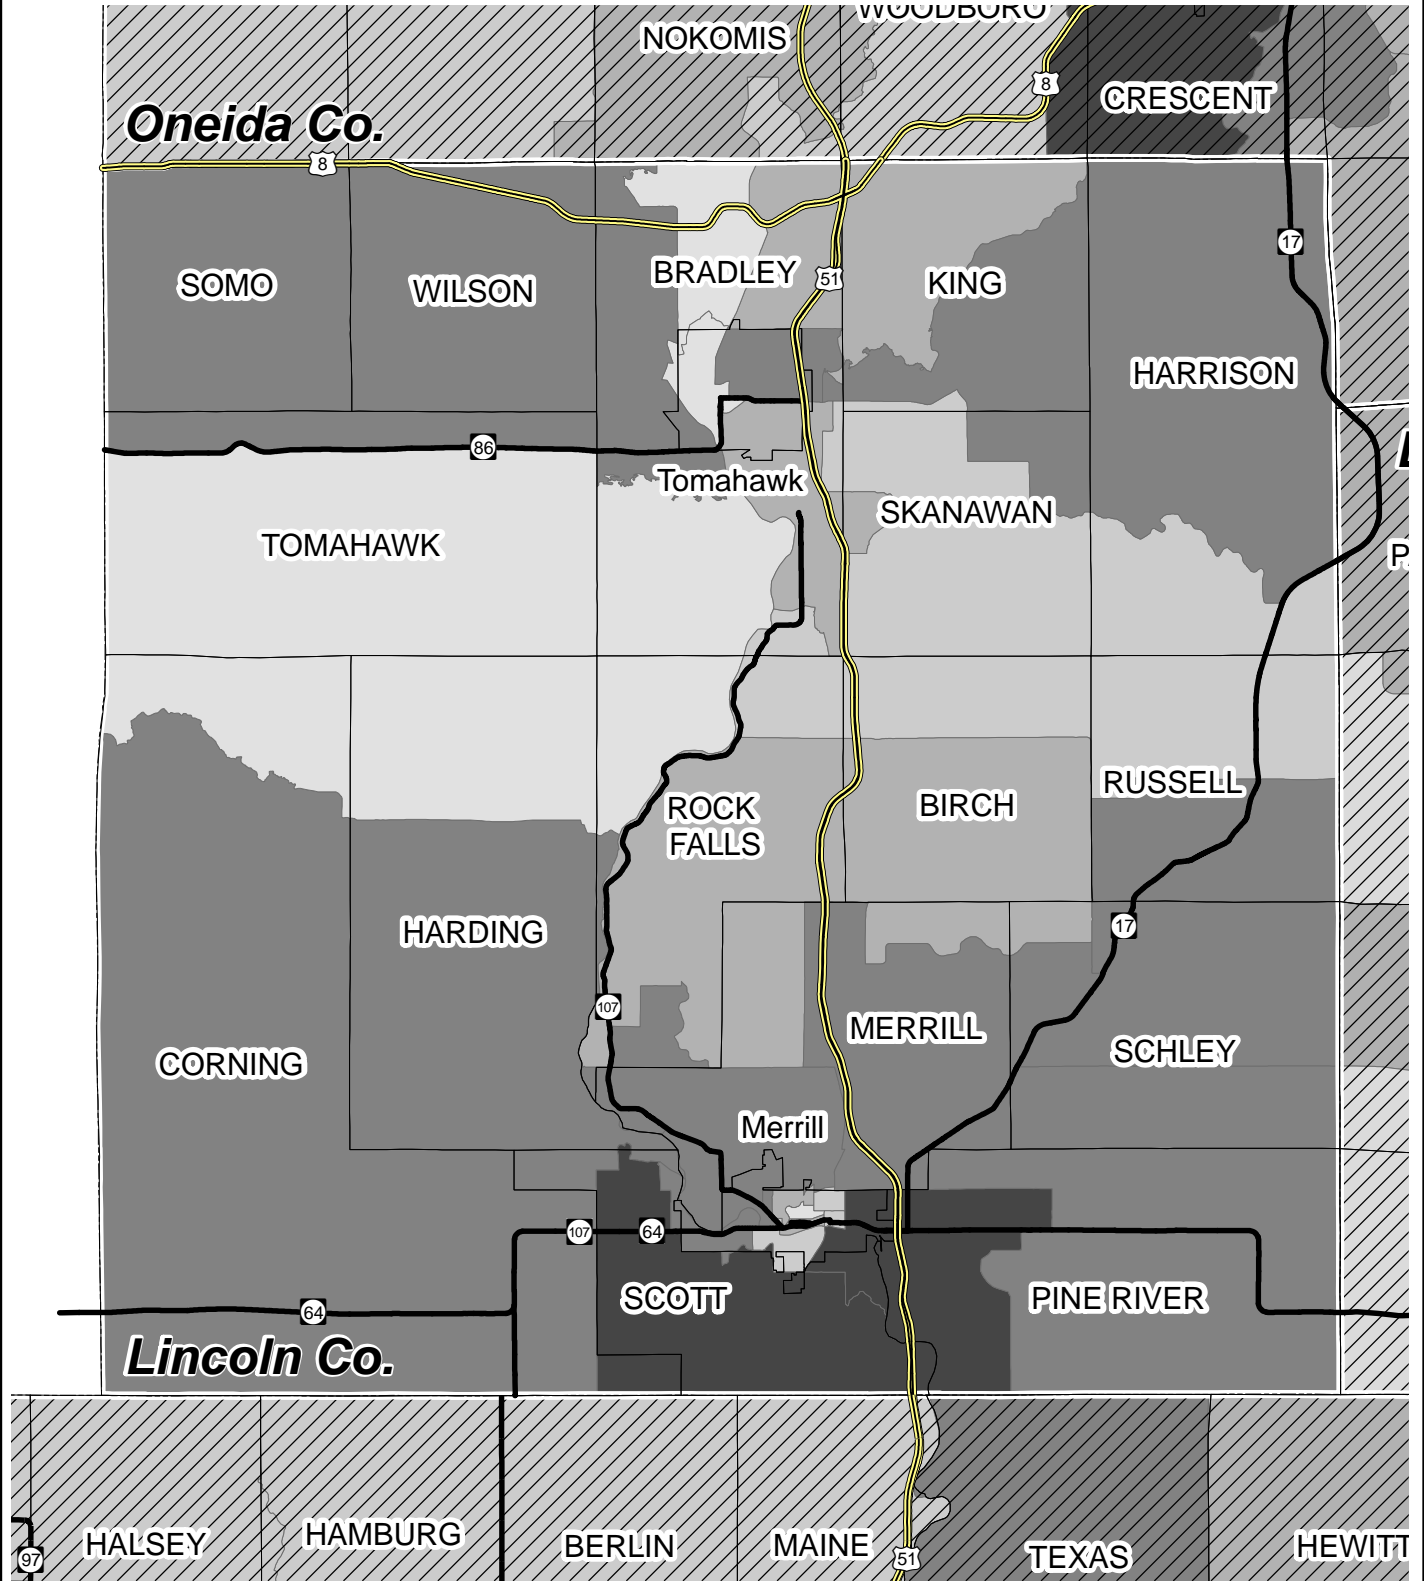 WOODBORO
NOKOMIS
8
CRESCENT
Oneida Co.
8
17
SOMO
WILSON
BRADLEY
51
KING
HARRISON
86
Tomahawk
SKANAWAN
TOMAHAWK
ROCK
FALLS
BIRCH
RUSSELL
HARDING
17
107
MERRILL
SCHLEY
CORNING
Merrill
107
64
SCOTT
PINE RIVER
64
Lincoln Co.
HALSEY
HAMBURG
BERLIN
MAINE
TEXAS
HEWITT
97
51